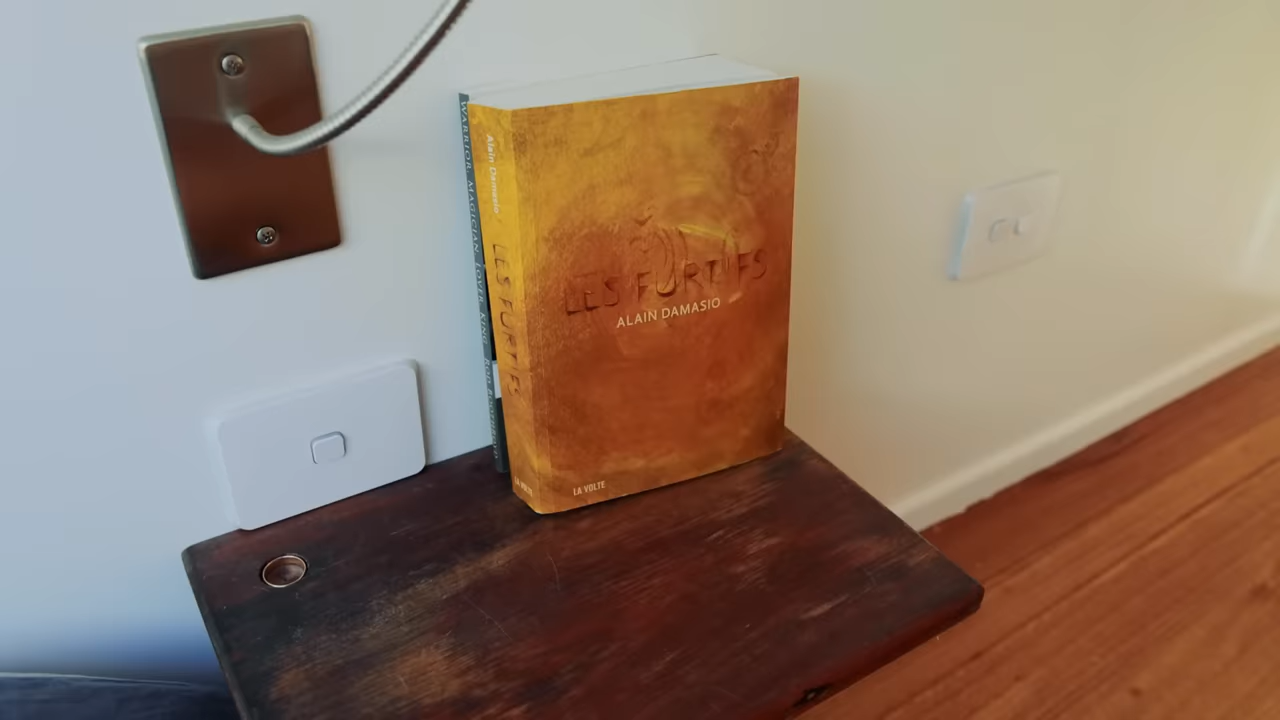 WARRIOR MAGICIAN LOVER KING
Alain Damasio
LES FURTIFS
LA VOLTE
LES FURTIFS
ALAIN DAMASIO
LA VOLTE